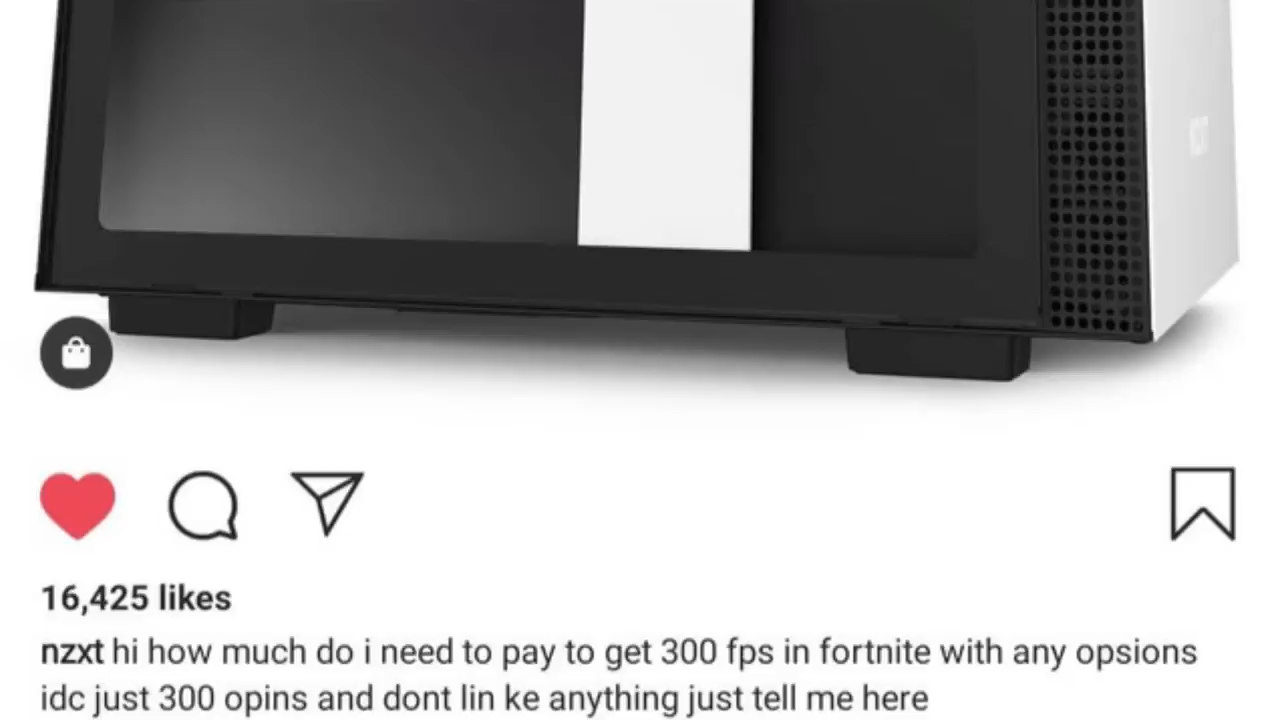 16,425 likes
nzxt hi how much do i need to pay to get 300 fps in fortnite with any opsions
idc just 300 opins and dont lin ke anything just tell me here